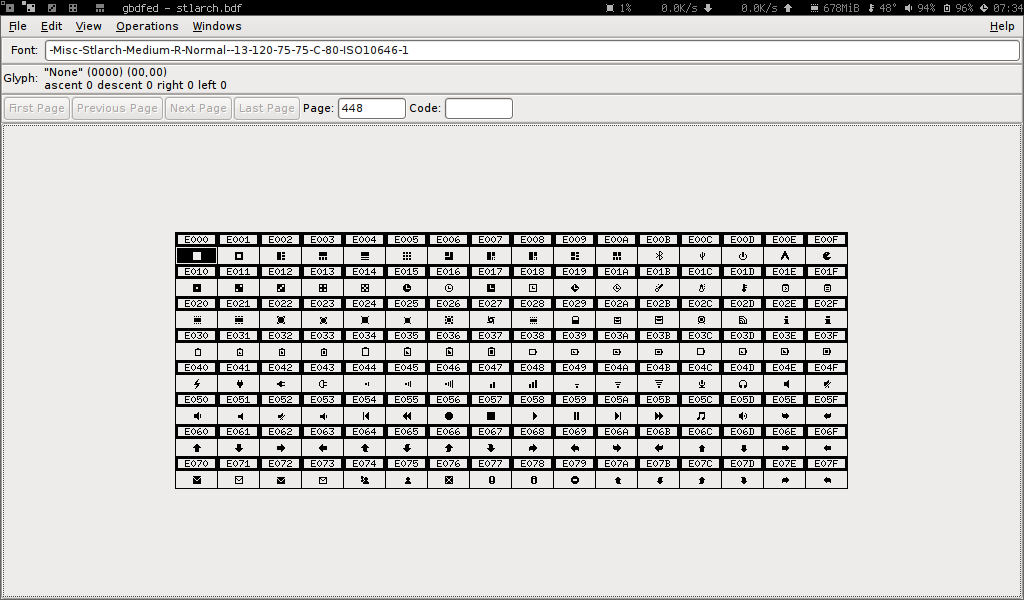 gbdfed - stlarch.bdf 1% 0.0K/s 0.0K/s 678MiB 48° 94% 96% 07:34
File Edit View Operations Windows Help
Font: -Misc-Stlarch-Medium-R-Normal--13-120-75-75-C-80-ISO10646-1
Glyph: "None" (0000) (00,00)
ascent 0 descent 0 right 0 left 0
First Page Previous Page Next Page Last Page Page: 448 Code:
E000 E001 E002 E003 E004 E005 E006 E007 E008 E009 E00A E00B E00C E00D E00E E00F
E010 E011 E012 E013 E014 E015 E016 E017 E018 E019 E01A E01B E01C E01D E01E E01F
E020 E021 E022 E023 E024 E025 E026 E027 E028 E029 E02A E02B E02C E02D E02E E02F
E030 E031 E032 E033 E034 E035 E036 E037 E038 E039 E03A E03B E03C E03D E03E E03F
E040 E041 E042 E043 E044 E045 E046 E047 E048 E049 E04A E04B E04C E04D E04E E04F
E050 E051 E052 E053 E054 E055 E056 E057 E058 E059 E05A E05B E05C E05D E05E E05F
E060 E061 E062 E063 E064 E065 E066 E067 E068 E069 E06A E06B E06C E06D E06E E06F
E070 E071 E072 E073 E074 E075 E076 E077 E078 E079 E07A E07B E07C E07D E07E E07F